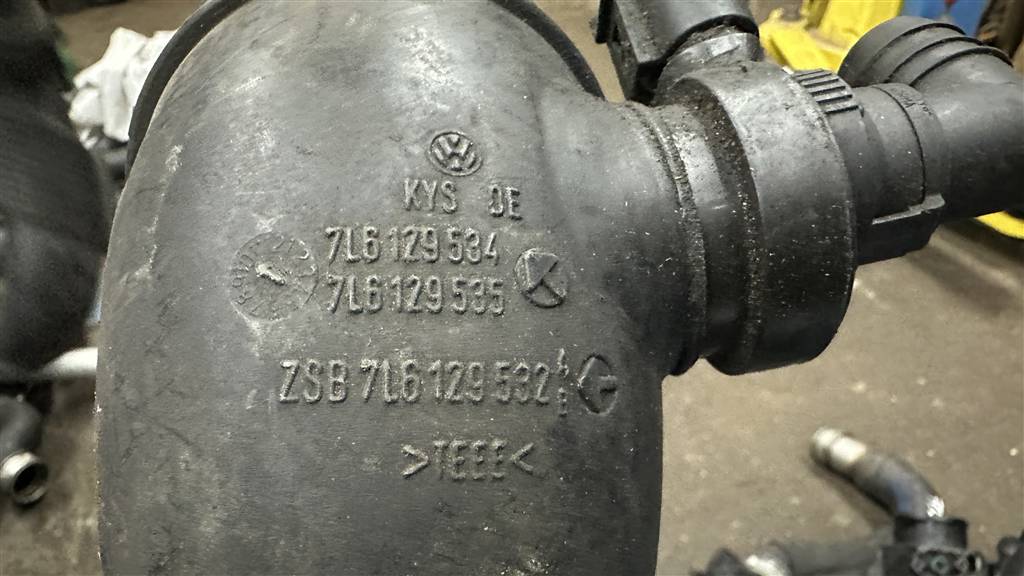 KYS DE
7L6 129 534
7L6 129 535
ZSB 7L6 129 532
>TEEE<